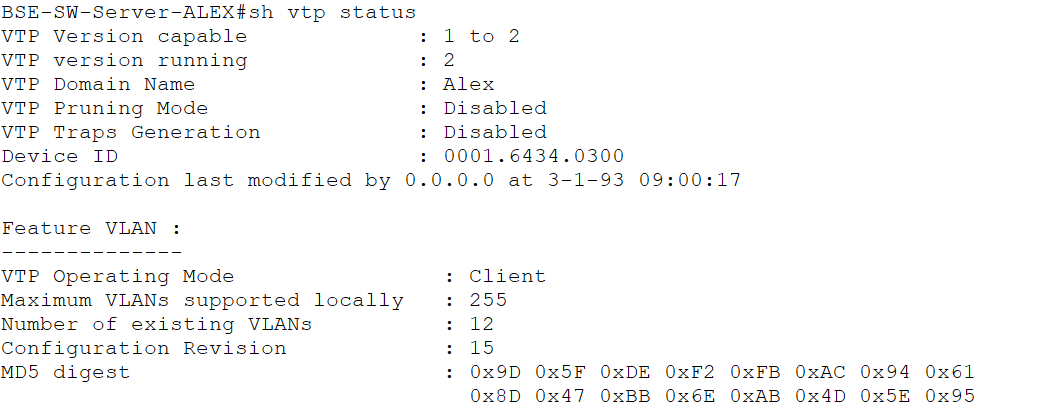 BSE-SW-Server-ALEX#sh vtp status
VTP Version capable : 1 to 2
VTP version running : 2
VTP Domain Name : Alex
VTP Pruning Mode : Disabled
VTP Traps Generation : Disabled
Device ID : 0001.6434.0300
Configuration last modified by 0.0.0.0 at 3-1-93 09:00:17
Feature VLAN :
--------------
VTP Operating Mode : Client
Maximum VLANs supported locally : 255
Number of existing VLANs : 12
Configuration Revision : 15
MD5 digest : 0x9D 0x5F 0xDE 0xF2 0xFB 0xAC 0x94 0x61
0x8D 0x47 0xBB 0x6E 0xAB 0x4D 0x5E 0x95